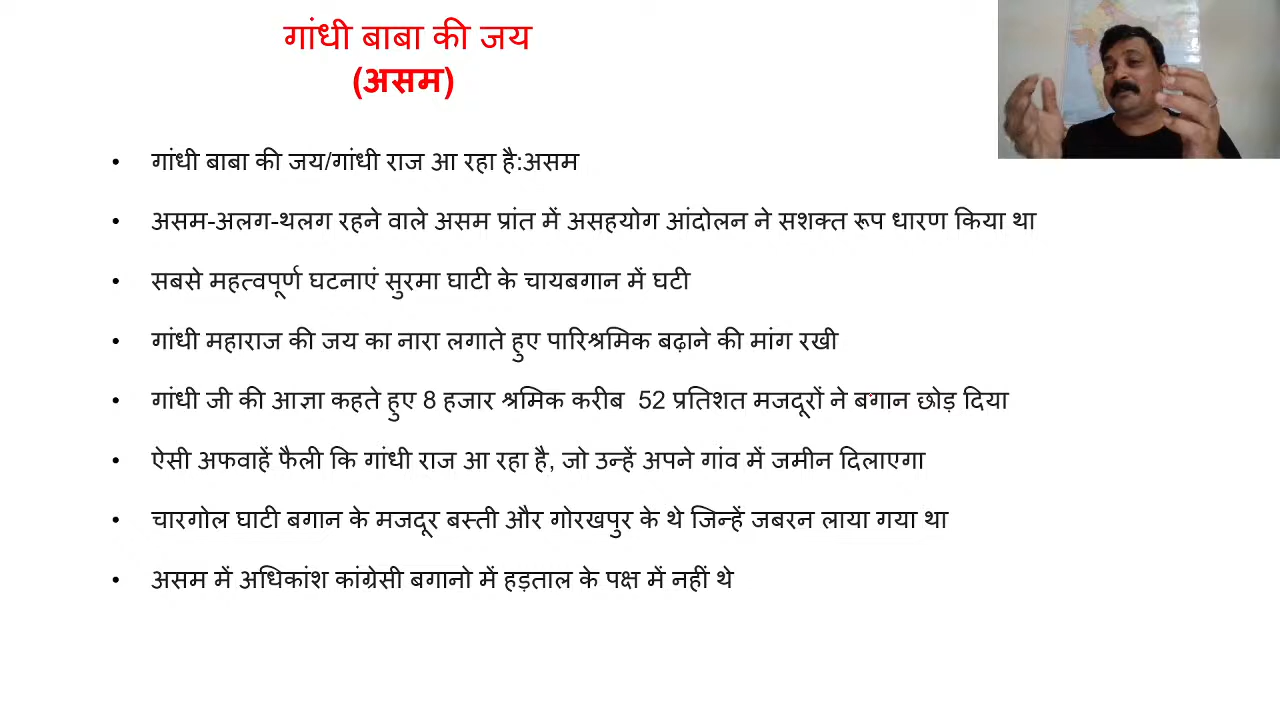 गांधी बाबा की जय
(असम)
• गांधी बाबा की जय/गांधी राज आ रहा है:असम
• असम-अलग-थलग रहने वाले असम प्रांत में असहयोग आंदोलन ने सशक्त रूप धारण किया था
• सबसे महत्वपूर्ण घटनाएं सुरमा घाटी के चायबगान में घटी
• गांधी महाराज की जय का नारा लगाते हुए पारिश्रमिक बढ़ाने की मांग रखी
• गांधी जी की आज्ञा कहते हुए 8 हजार श्रमिक करीब 52 प्रतिशत मजदूरों ने बगान छोड़ दिया
• ऐसी अफवाहें फैली कि गांधी राज आ रहा है, जो उन्हें अपने गांव में जमीन दिलाएगा
• चारगोल घाटी बगान के मजदूर बस्ती और गोरखपुर के थे जिन्हें जबरन लाया गया था
• असम में अधिकांश कांग्रेसी बगानो में हड़ताल के पक्ष में नहीं थे